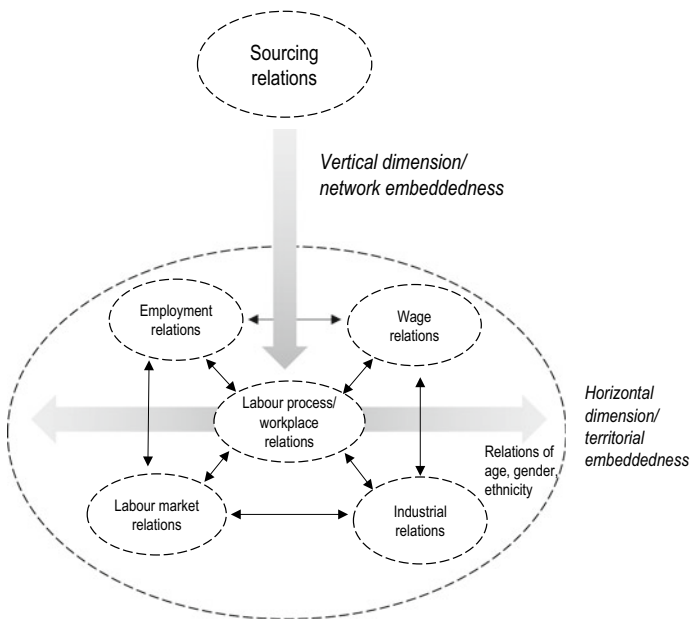 Sourcing
relations
Vertical dimension/
network embeddedness
Employment
relations
Wage
relations
Labour process/
workplace
relations
Horizontal
dimension/
territorial
embeddedness
Relations of
age, gender,
ethnicity
Labour market
relations
Industrial
relations